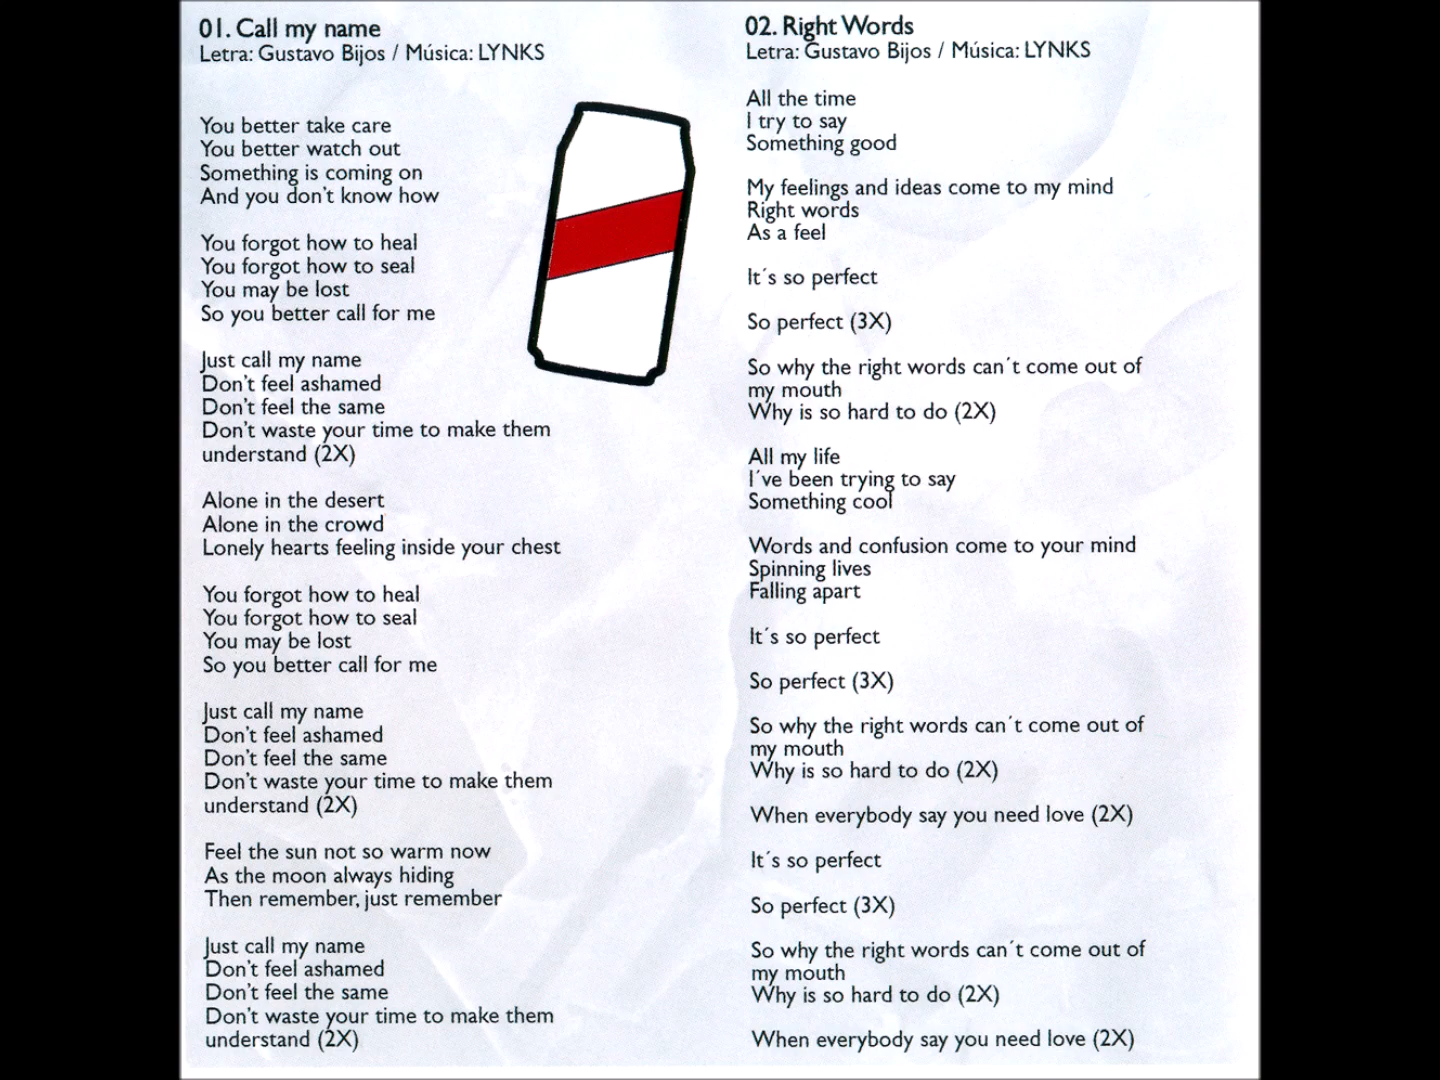 01. Call my name
Letra: Gustavo Bijos / Música: LYNKS
You better take care
You better watch out
Something is coming on
And you don't know how
You forgot how to heal
You forgot how to seal
You may be lost
So you better call for me
Just call my name
Don't feel ashamed
Don't feel the same
Don't waste your time to make them
understand (2X)
Alone in the desert
Alone in the crowd
Lonely hearts feeling inside your chest
You forgot how to heal
You forgot how to seal
You may be lost
So you better call for me
Just call my name
Don't feel ashamed
Don't feel the same
Don't waste your time to make them
understand (2X)
Feel the sun not so warm now
As the moon always hiding
Then remember, just remember
Just call my name
Don't feel ashamed
Don't feel the same
Don't waste your time to make them
understand (2X)
02. Right Words
Letra: Gustavo Bijos / Música: LYNKS
All the time
I try to say
Something good
My feelings and ideas come to my mind
Right words
As a feel
It´s so perfect
So perfect (3X)
So why the right words can´t come out of
my mouth
Why is so hard to do (2X)
All my life
I´ve been trying to say
Something cool
Words and confusion come to your mind
Spinning lives
Falling apart
It´s so perfect
So perfect (3X)
So why the right words can´t come out of
my mouth
Why is so hard to do (2X)
When everybody say you need love (2X)
It´s so perfect
So perfect (3X)
So why the right words can´t come out of
my mouth
Why is so hard to do (2X)
When everybody say you need love (2X)